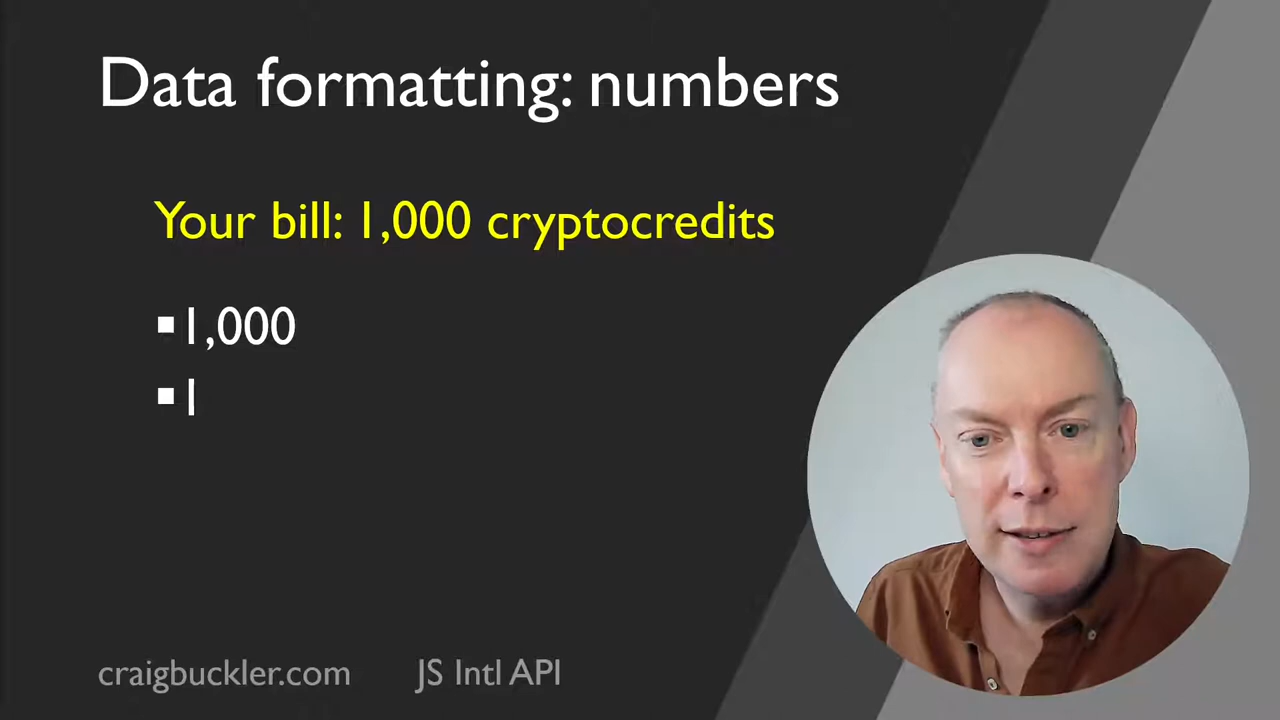 Data formatting: numbers
Your bill: 1,000 cryptocredits
▪1,000
▪1
craigbuckler.com JS Intl API